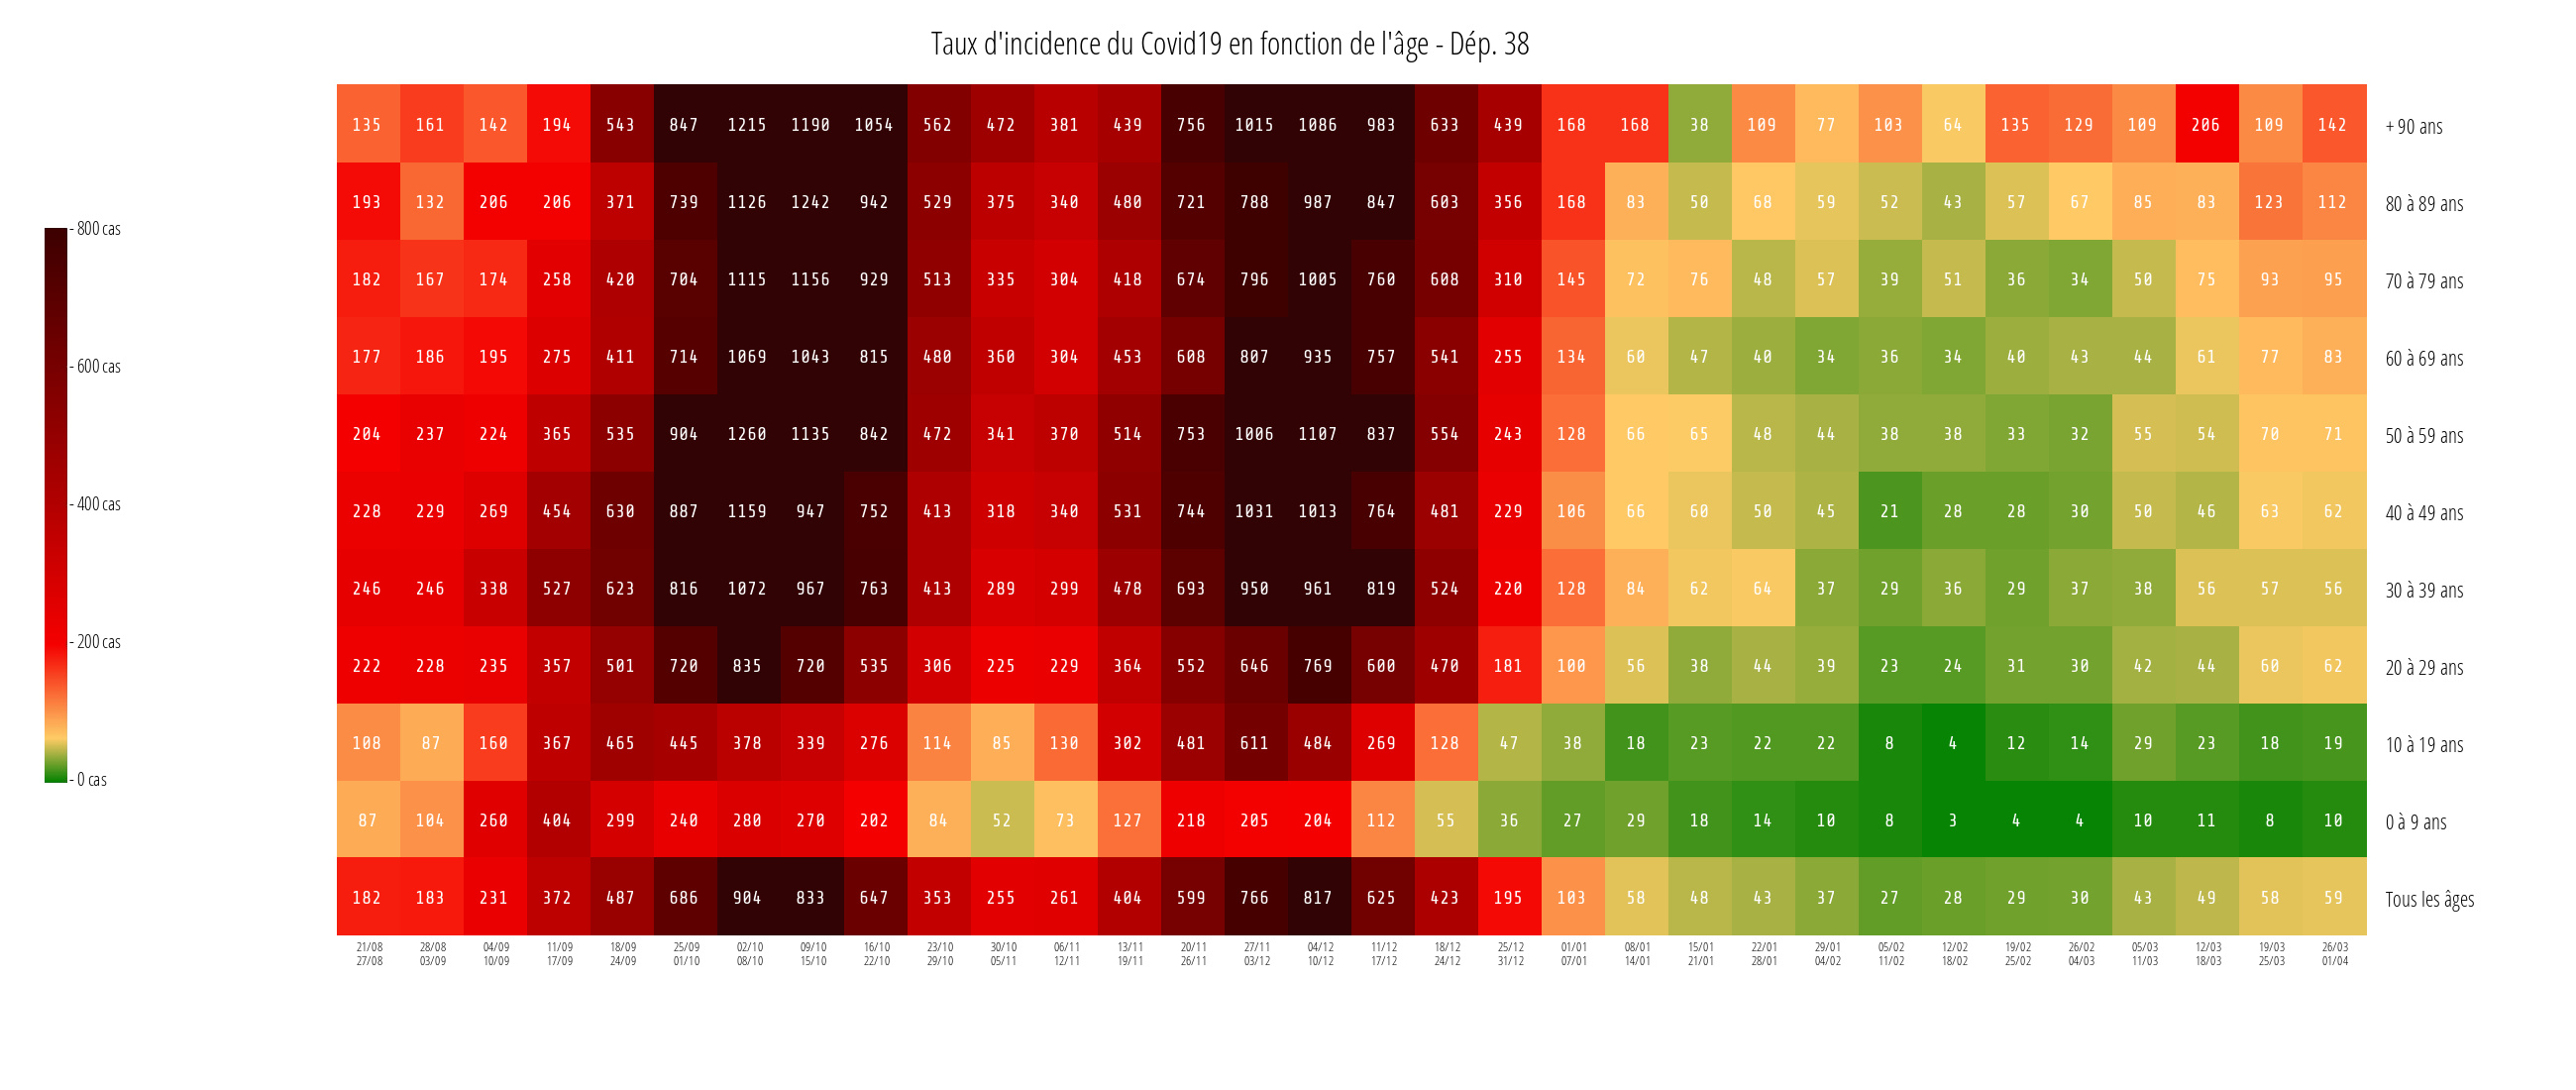 Taux d'incidence du Covid19 en fonction de l'âge - Dép. 38
- 800 cas
- 600 cas
- 400 cas
- 200 cas
- 0 cas
135 161 142 194 543 847 1215 1190 1054 562 472 381 439 756 1015 1086 983 633 439 168 168 38 109 77 103 64 135 129 109 206 109 142 + 90 ans
193 132 206 206 371 739 1126 1242 942 529 375 340 480 721 788 987 847 603 356 168 83 50 68 59 52 43 57 67 85 83 123 112 80 à 89 ans
182 167 174 258 420 704 1115 1156 929 513 335 304 418 674 796 1005 760 608 310 145 72 76 48 57 39 51 36 34 50 75 93 95 70 à 79 ans
177 186 195 275 411 714 1069 1043 815 480 360 304 453 608 807 935 757 541 255 134 60 47 40 34 36 34 40 43 44 61 77 83 60 à 69 ans
204 237 224 365 535 904 1260 1135 842 472 341 370 514 753 1006 1107 837 554 243 128 66 65 48 44 38 38 33 32 55 54 70 71 50 à 59 ans
228 229 269 454 630 887 1159 947 752 413 318 340 531 744 1031 1013 764 481 229 106 66 60 50 45 21 28 28 30 50 46 63 62 40 à 49 ans
246 246 338 527 623 816 1072 967 763 413 289 299 478 693 950 961 819 524 220 128 84 62 64 37 29 36 29 37 38 56 57 56 30 à 39 ans
222 228 235 357 501 720 835 720 535 306 225 229 364 552 646 769 600 470 181 100 56 38 44 39 23 24 31 30 42 44 60 62 20 à 29 ans
108 87 160 367 465 445 378 339 276 114 85 130 302 481 611 484 269 128 47 38 18 23 22 22 8 4 12 14 29 23 18 19 10 à 19 ans
87 104 260 404 299 240 280 270 202 84 52 73 127 218 205 204 112 55 36 27 29 18 14 10 8 3 4 4 10 11 8 10 0 à 9 ans
182 183 231 372 487 686 904 833 647 353 255 261 404 599 766 817 625 423 195 103 58 48 43 37 27 28 29 30 43 49 58 59 Tous les âges
21/08 28/08 04/09 11/09 18/09 25/09 02/10 09/10 16/10 23/10 30/10 06/11 13/11 20/11 27/11 04/12 11/12 18/12 25/12 01/01 08/01 15/01 22/01 29/01 05/02 12/02 19/02 26/02 05/03 12/03 19/03 26/03
27/08 03/09 10/09 17/09 24/09 01/10 08/10 15/10 22/10 29/10 05/11 12/11 19/11 26/11 03/12 10/12 17/12 24/12 31/12 07/01 14/01 21/01 28/01 04/02 11/02 18/02 25/02 04/03 11/03 18/03 25/03 01/04